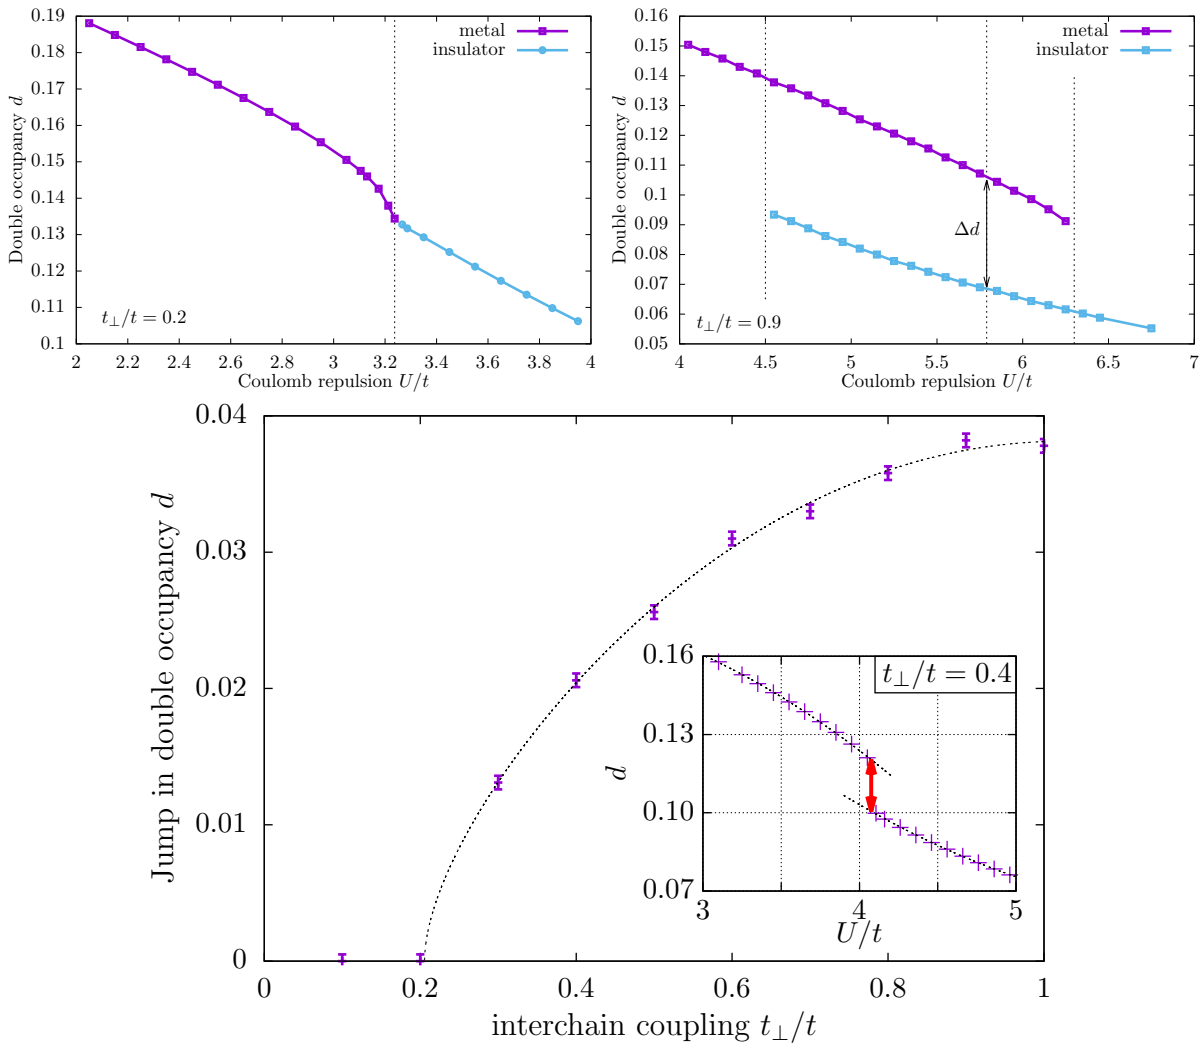 0.19
0.18
0.17
0.16
0.15
0.14
0.13
0.12
0.11
0.1
Double occupancy d
metal
insulator
t⊥/t = 0.2
2 2.2 2.4 2.6 2.8 3 3.2 3.4 3.6 3.8 4
Coulomb repulsion U/t
0.16
0.15
0.14
0.13
0.12
0.11
0.1
0.09
0.08
0.07
0.06
0.05
Double occupancy d
metal
insulator
Δd
t⊥/t = 0.9
4 4.5 5 5.5 6 6.5 7
Coulomb repulsion U/t
0.04
0.03
0.02
0.01
0
Jump in double occupancy d
0 0.2 0.4 0.6 0.8 1
interchain coupling t⊥/t
0.16
0.13
0.10
0.07
d
t⊥/t = 0.4
3 4 5
U/t